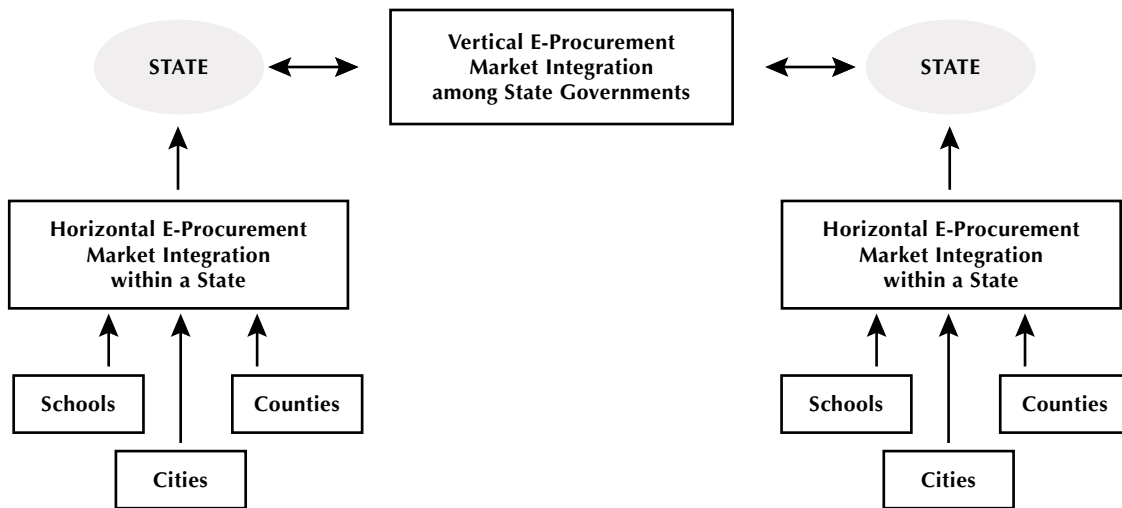 STATE
Vertical E-Procurement
Market Integration
among State Governments
STATE
Horizontal E-Procurement
Market Integration
within a State
Horizontal E-Procurement
Market Integration
within a State
Schools
Counties
Cities
Schools
Counties
Cities